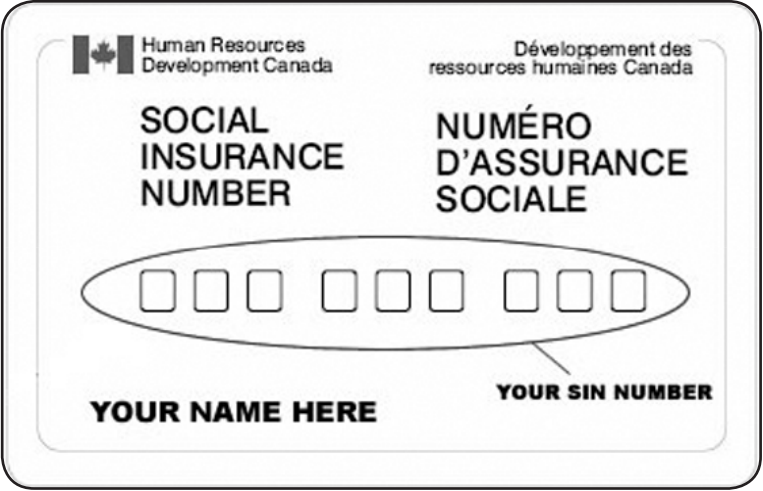 Human Resources
Development Canada
Développement des
ressources humaines Canada
SOCIAL
INSURANCE
NUMBER
NUMÉRO
D'ASSURANCE
SOCIALE
YOUR SIN NUMBER
YOUR NAME HERE